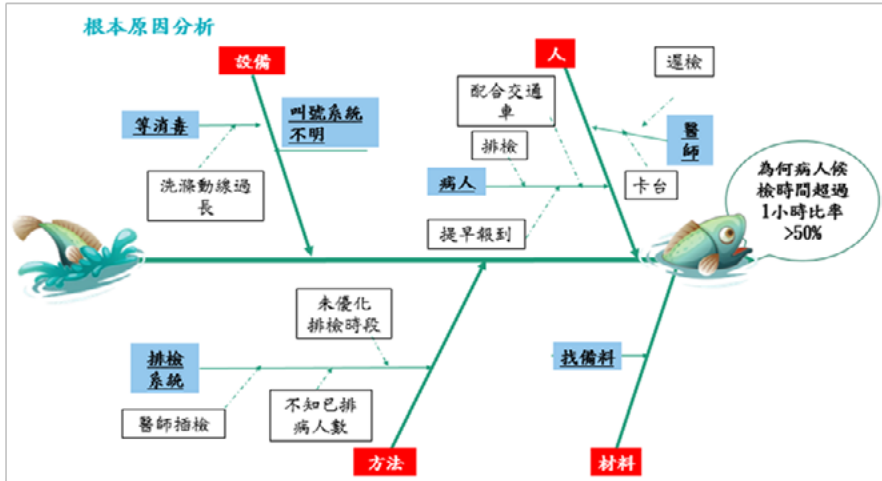 根本原因分析
設備
人
遲檢
配合交通
車
等消毒
叫號系統
不明
排檢
醫
師
病人
卡台
洗滌動線過
長
提早報到
為何病人候
檢時間超過
1小時比率
>50%
未優化
排檢時段
排檢
系統
找備料
醫師插檢
不知已排
病人數
方法
材料